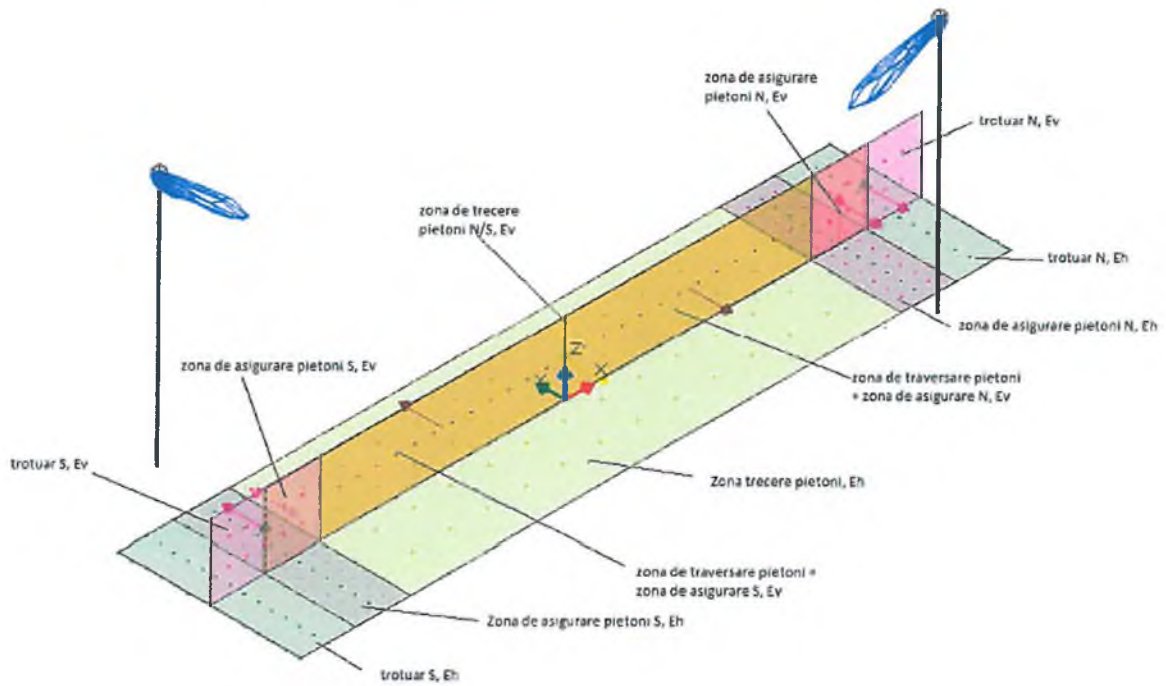 zona de asigurare
pietoni N, Ev
trotuar N, Ev
zona de trecere
pietoni N/S, Ev
trotuar N, Eh
zona de asigurare pietoni N, Eh
zona de asigurare pietoni S, Ev
Z
X
zona de traversare pietoni
+ zona de asigurare N, Ev
trotuar S, Ev
Zona trecere pietoni, Eh
zona de traversare pietoni +
zona de asigurare S, Ev
Zona de asigurare pietoni S, Eh
trotuar S, Eh